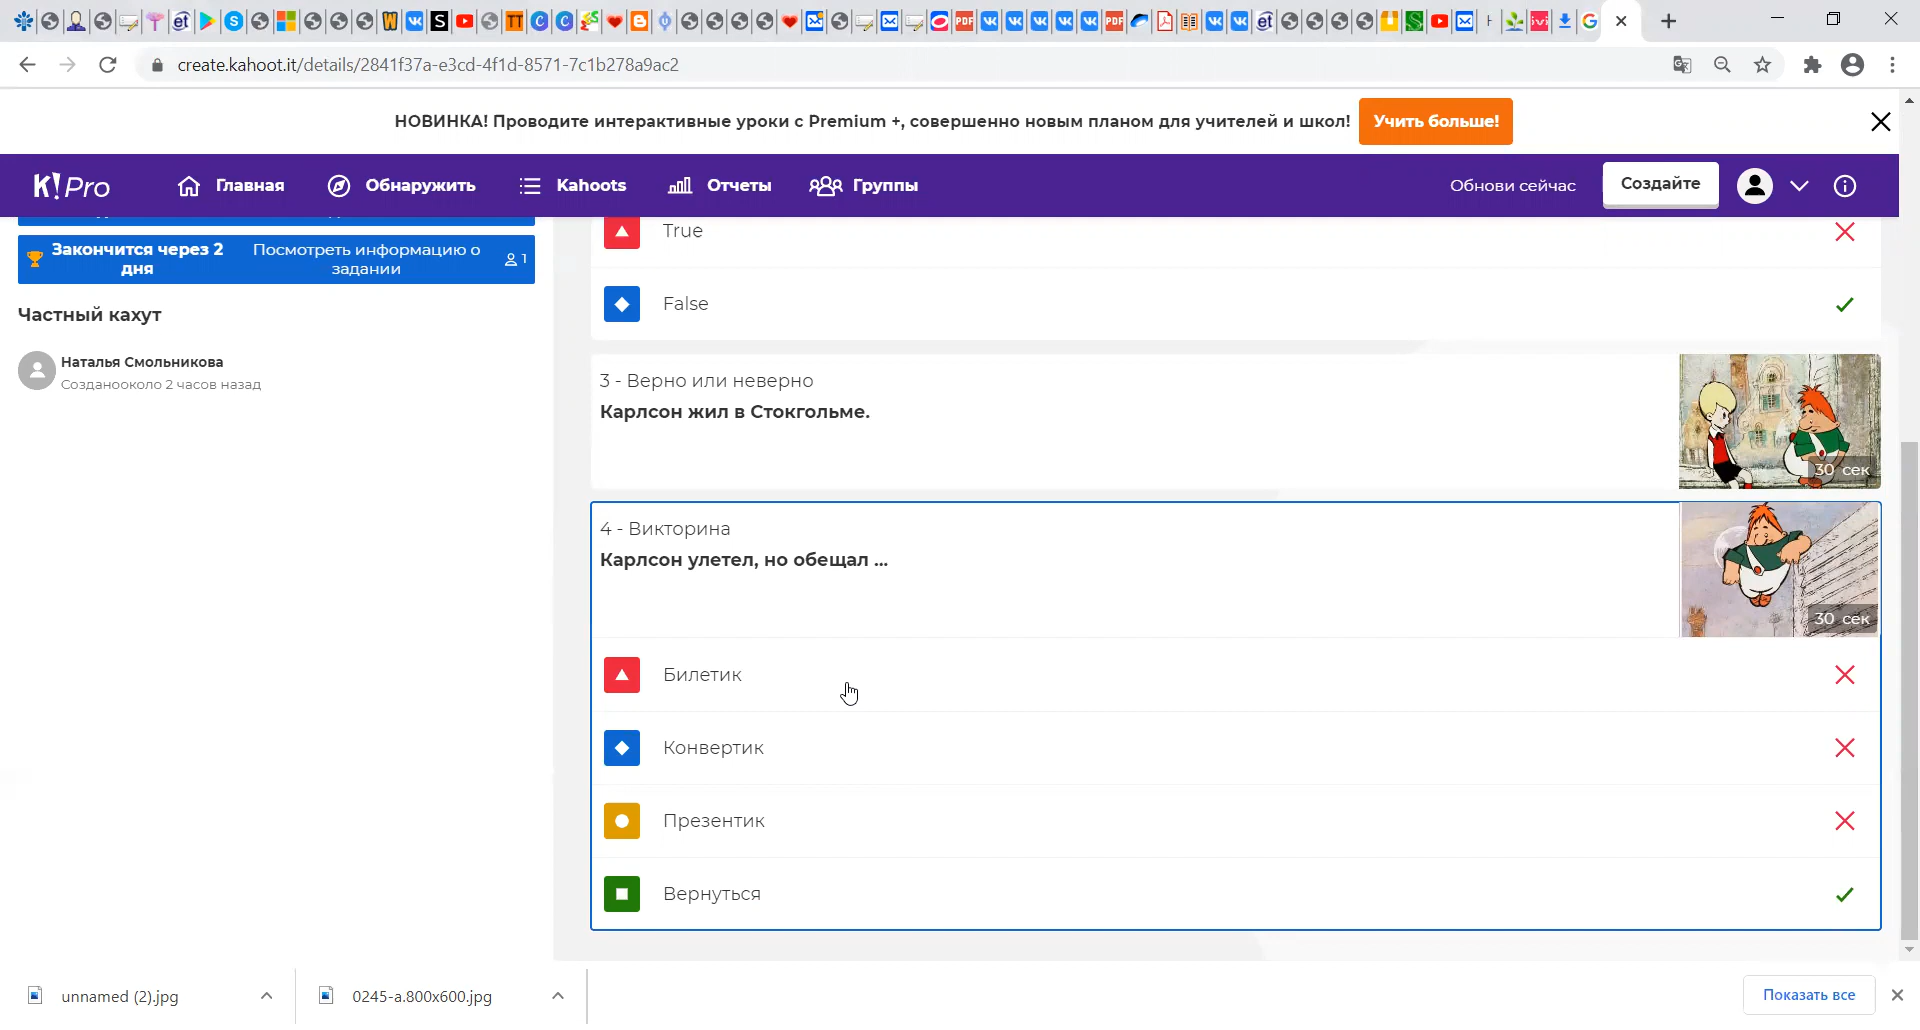 create.kahoot.it/details/2841f37a-e3cd-4f1d-8571-7c1b278a9ac2
НОВИНКА! Проводите интерактивные уроки с Premium +, совершенно новым планом для учителей и школ!
Учить больше!
K! Pro
Главная
Обнаружить
Kahoots
Отчеты
Группы
Обнови сейчас
Создайте
Закончится через 2
дня
Посмотреть информацию о
задании
1
Частный кахут
Наталья Смольникова
Созданооколо 2 часов назад
True
False
3 - Верно или неверно
Карлсон жил в Стокгольме.
30 сек
4 - Викторина
Карлсон улетел, но обещал ...
30 сек
Билетик
Конвертик
Презентик
Вернуться
unnamed (2).jpg
0245-a.800x600.jpg
Показать все